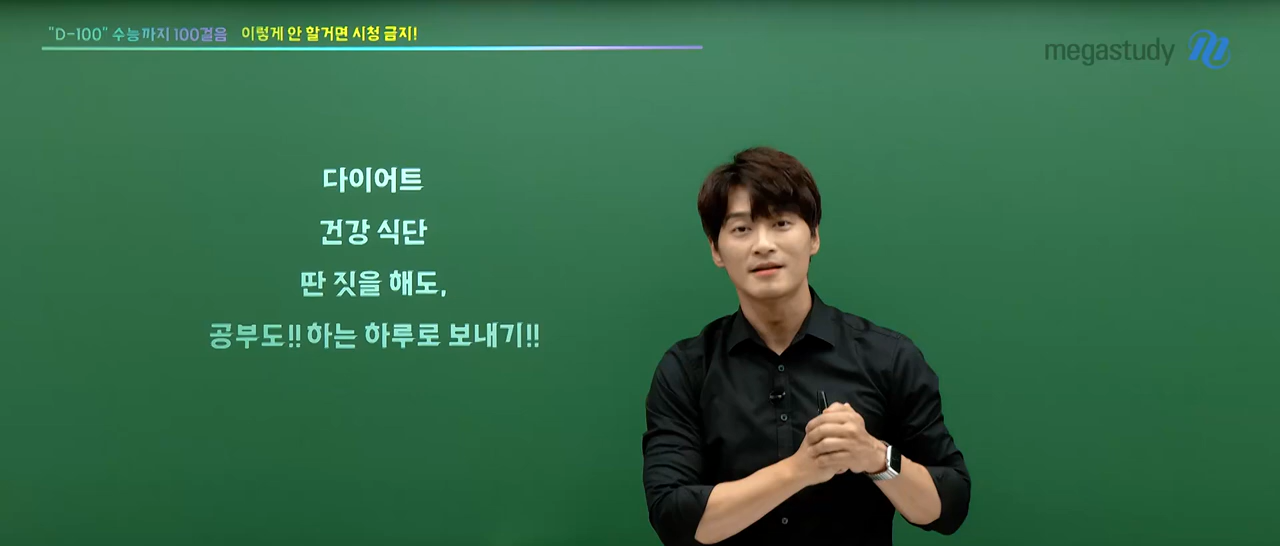 "D-100" 수능까지 100걸음 이렇게 안 할거면 시청 금지!
megastudy
다이어트
건강 식단
딴 짓을 해도,
공부도!! 하는 하루로 보내기!!